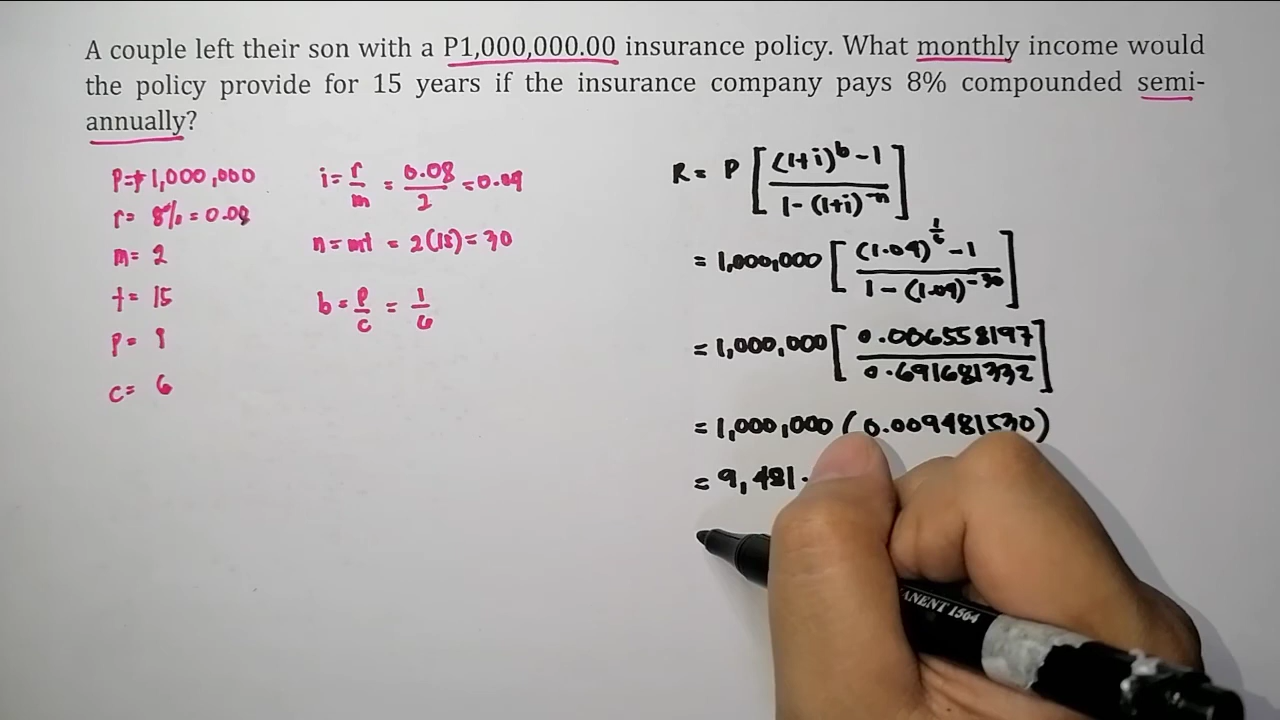 A couple left their son with a P1,000,000.00 insurance policy. What monthly income would
the policy provide for 15 years if the insurance company pays 8% compounded semi-
annually?
P=₱1,000,000
r= 8% = 0.08
m= 2
t= 15
p= 1
c= 6
i= r/m = 0.08/2 =0.04
n=mt = 2(15)=30
b= p/c = 1/6
R= P [((1+i)^b -1)/(1-(1+i)^-n)]
= 1,000,000 [((1.04)^1/6 -1)/(1-(1.04)^-30)]
=1,000,000 [0.006558197/0.691681332]
=1,000,000 (0.009481530)
= 9,481.
ANENT 1564